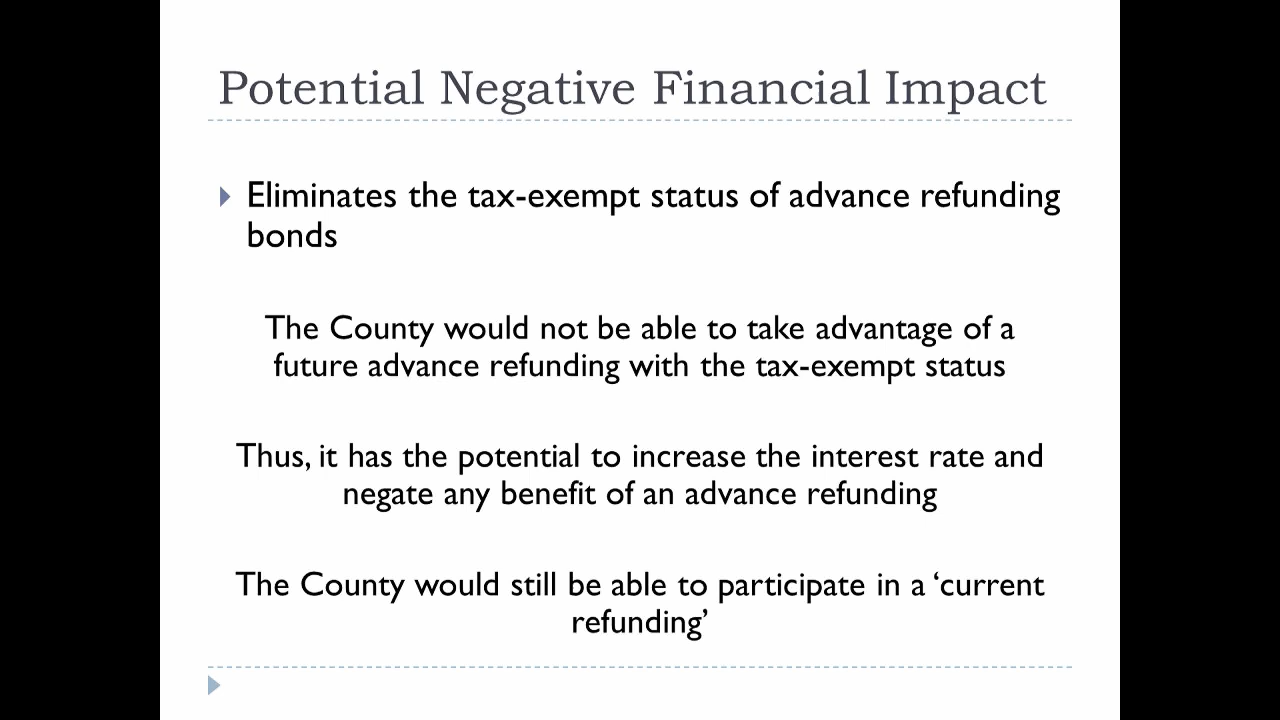 Potential Negative Financial Impact
Eliminates the tax-exempt status of advance refunding
bonds
The County would not be able to take advantage of a
future advance refunding with the tax-exempt status
Thus, it has the potential to increase the interest rate and
negate any benefit of an advance refunding
The County would still be able to participate in a ‘current
refunding’